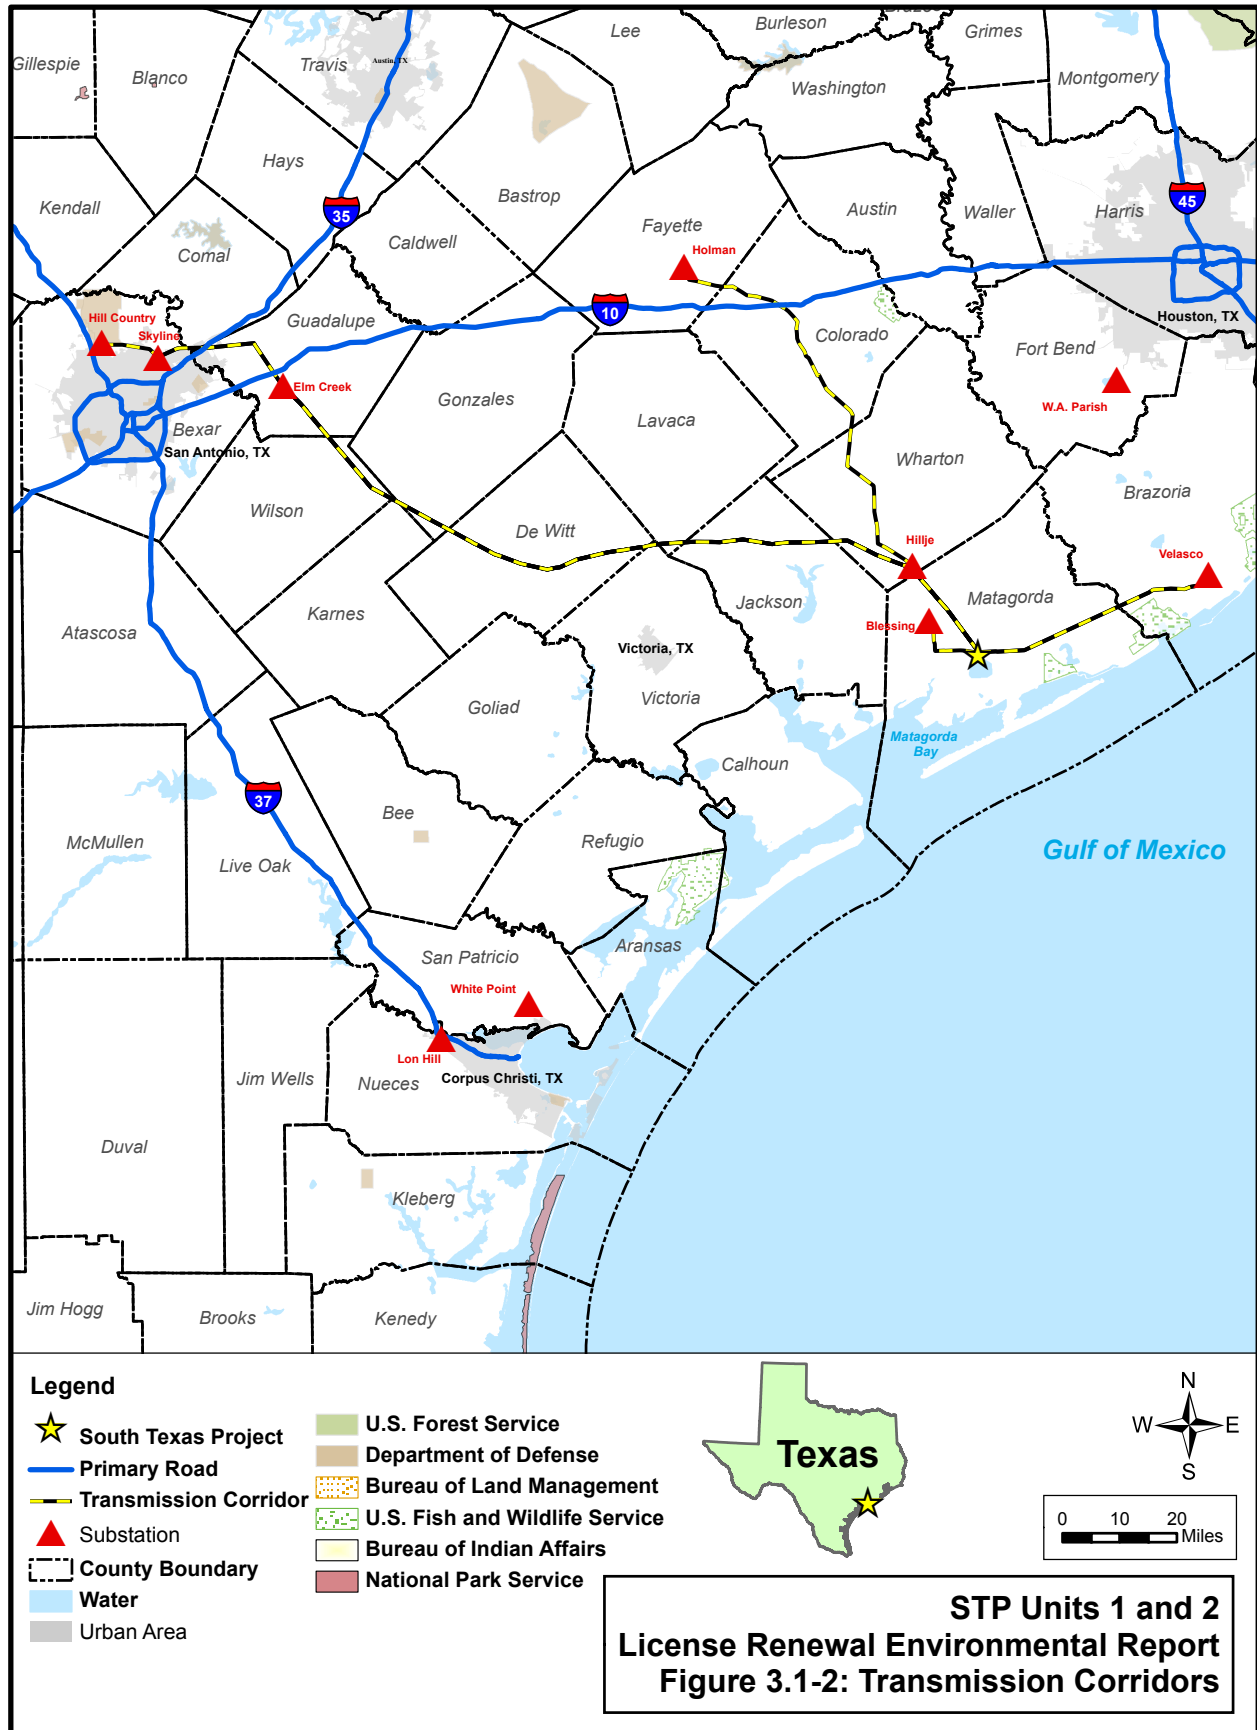 Lee
Burleson
Grimes
Gillespie
Blanco
Travis
Austin, TX
Washington
Montgomery
Hays
Bastrop
Kendall
35
Fayette
Austin
Waller
Harris
45
Comal
Caldwell
Holman
Hill Country
Skyline
Guadalupe
10
Colorado
Houston, TX
Fort Bend
Elm Creek
Gonzales
W.A. Parish
Bexar
San Antonio, TX
Lavaca
Wharton
Brazoria
Wilson
De Witt
Hillje
Velasco
Karnes
Jackson
Matagorda
Atascosa
Blessing
Victoria, TX
Goliad
Victoria
Matagorda
Bay
Calhoun
37
Bee
McMullen
Refugio
Gulf of Mexico
Live Oak
Aransas
San Patricio
White Point
Lon Hill
Jim Wells
Nueces
Corpus Christi, TX
Duval
Kleberg
Jim Hogg
Brooks
Kenedy
Legend
South Texas Project
Primary Road
Transmission Corridor
Substation
County Boundary
Water
Urban Area
U.S. Forest Service
Department of Defense
Bureau of Land Management
U.S. Fish and Wildlife Service
Bureau of Indian Affairs
National Park Service
Texas
N
W E
S
0 10 20
Miles
STP Units 1 and 2
License Renewal Environmental Report
Figure 3.1-2: Transmission Corridors